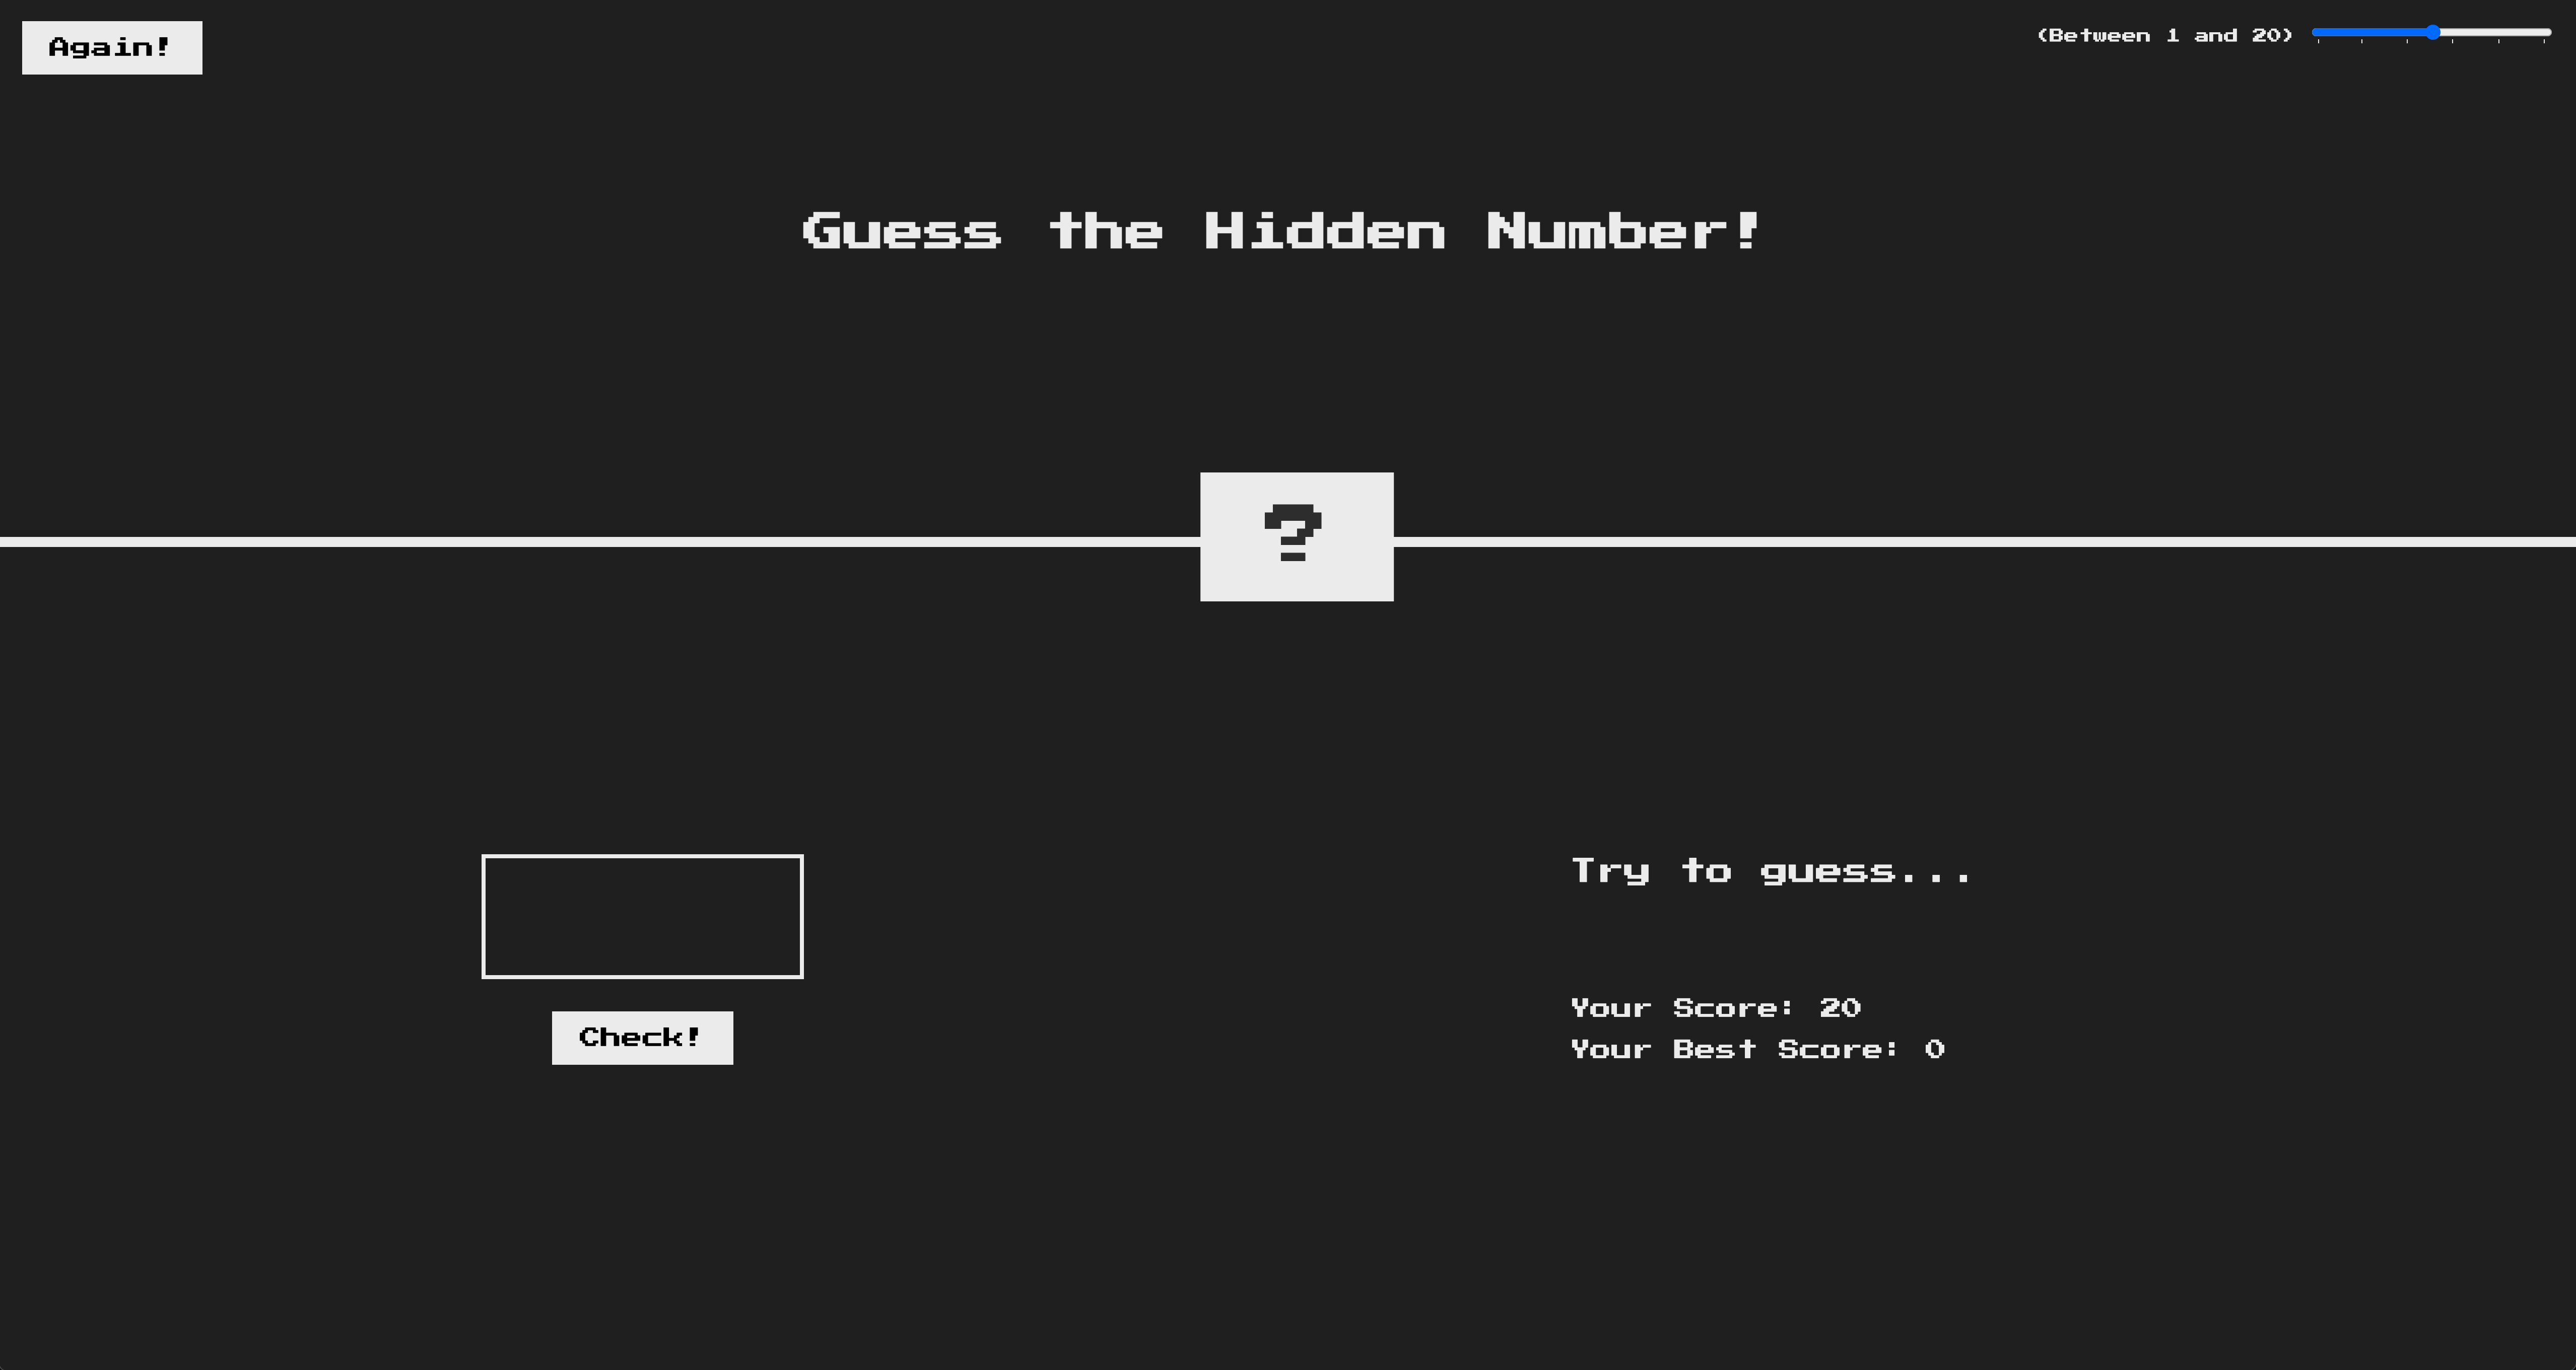 Again!
(Between 1 and 20)
Guess the Hidden Number!
?
Try to guess...
Your Score: 20
Check!
Your Best Score: 0